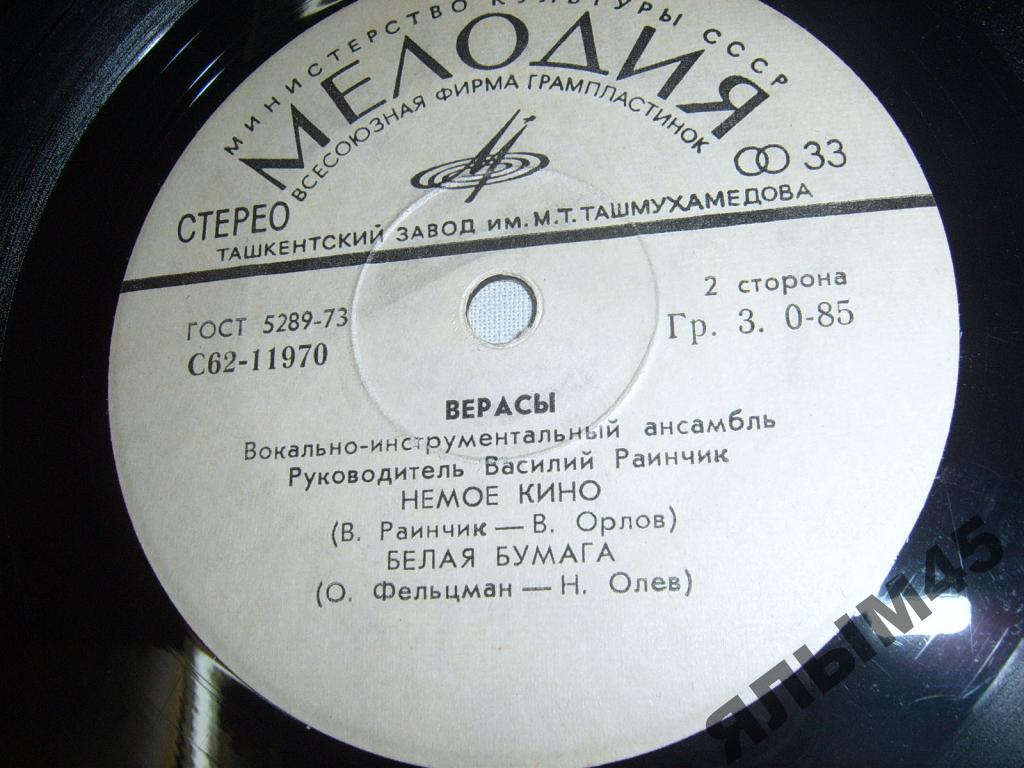 МИНИСТЕРСТВО КУЛЬТУРЫ СССР
МЕЛОДИЯ
ВСЕСОЮЗНАЯ ФИРМА ГРАМПЛАСТИНОК
33
СТЕРЕО
ТАШКЕНТСКИЙ ЗАВОД ИМ. М.Т. ТАШМУХАМЕДОВА
ГОСТ 5289-73
2 сторона
С62-11970
Гр. 3. 0-85
ВЕРАСЫ
Вокально-инструментальный ансамбль
Руководитель Василий Раинчик
НЕМОЕ КИНО
(В. Раинчик — В. Орлов)
БЕЛАЯ БУМАГА
(О. Фельцман — Н. Олев)
ЯЛЫМ45